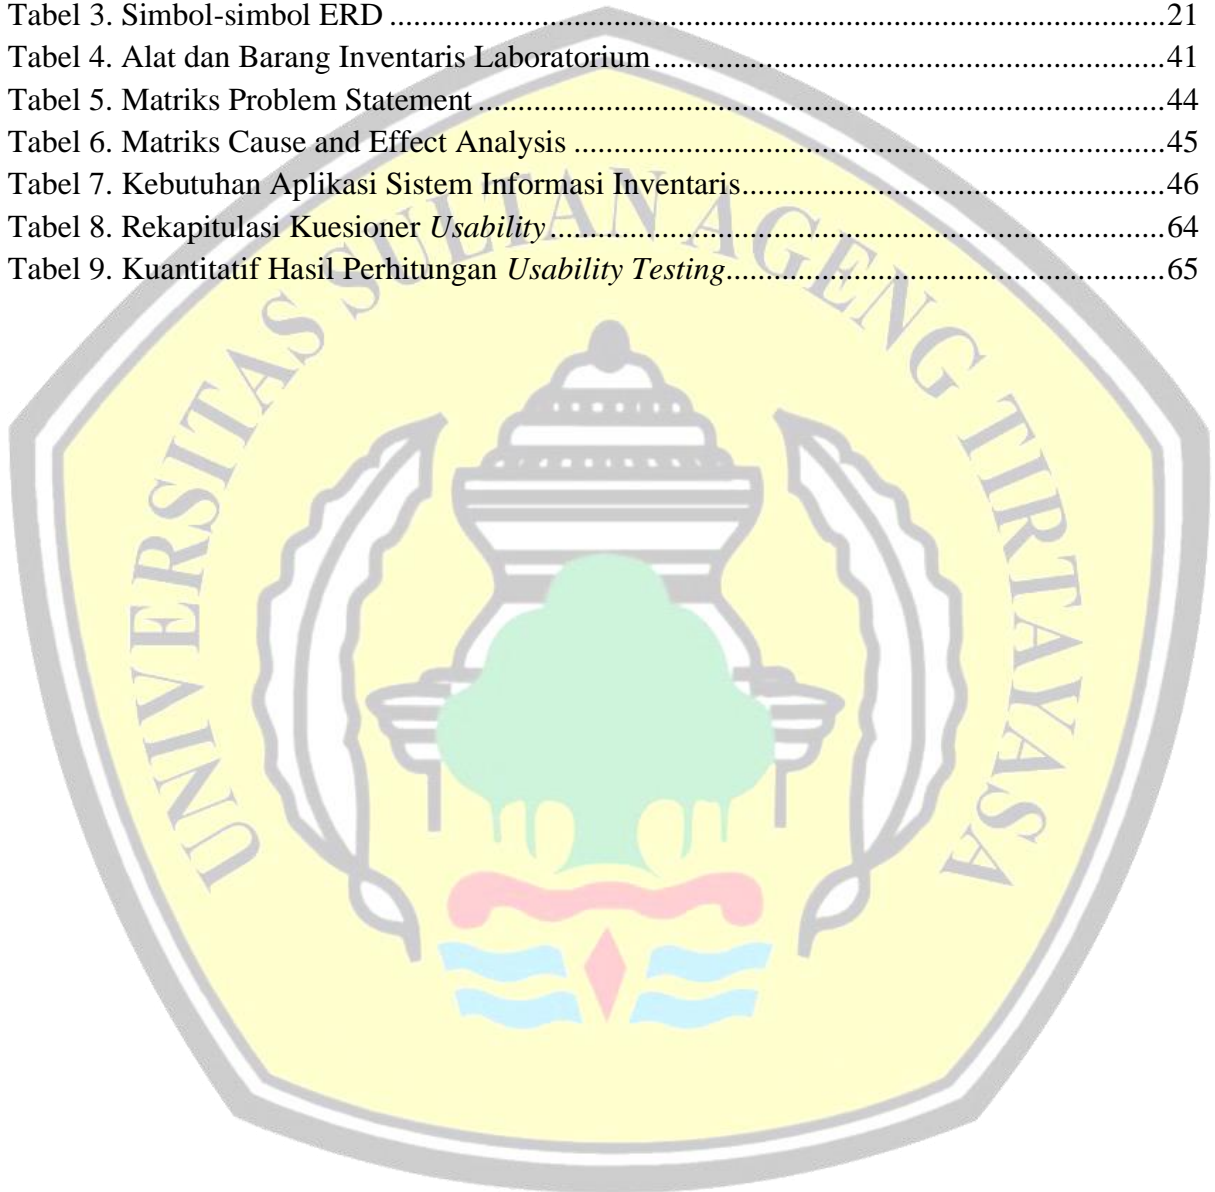 Tabel 3. Simbol-simbol ERD ................................................................................................21
Tabel 4. Alat dan Barang Inventaris Laboratorium................................................................41
Tabel 5. Matriks Problem Statement......................................................................................44
Tabel 6. Matriks Cause and Effect Analysis ..........................................................................45
Tabel 7. Kebutuhan Aplikasi Sistem Informasi Inventaris.....................................................46
Tabel 8. Rekapitulasi Kuesioner Usability.............................................................................64
Tabel 9. Kuantitatif Hasil Perhitungan Usability Testing.......................................................65
UNIVERSITAS SULTAN AGENG TIRTAYASA